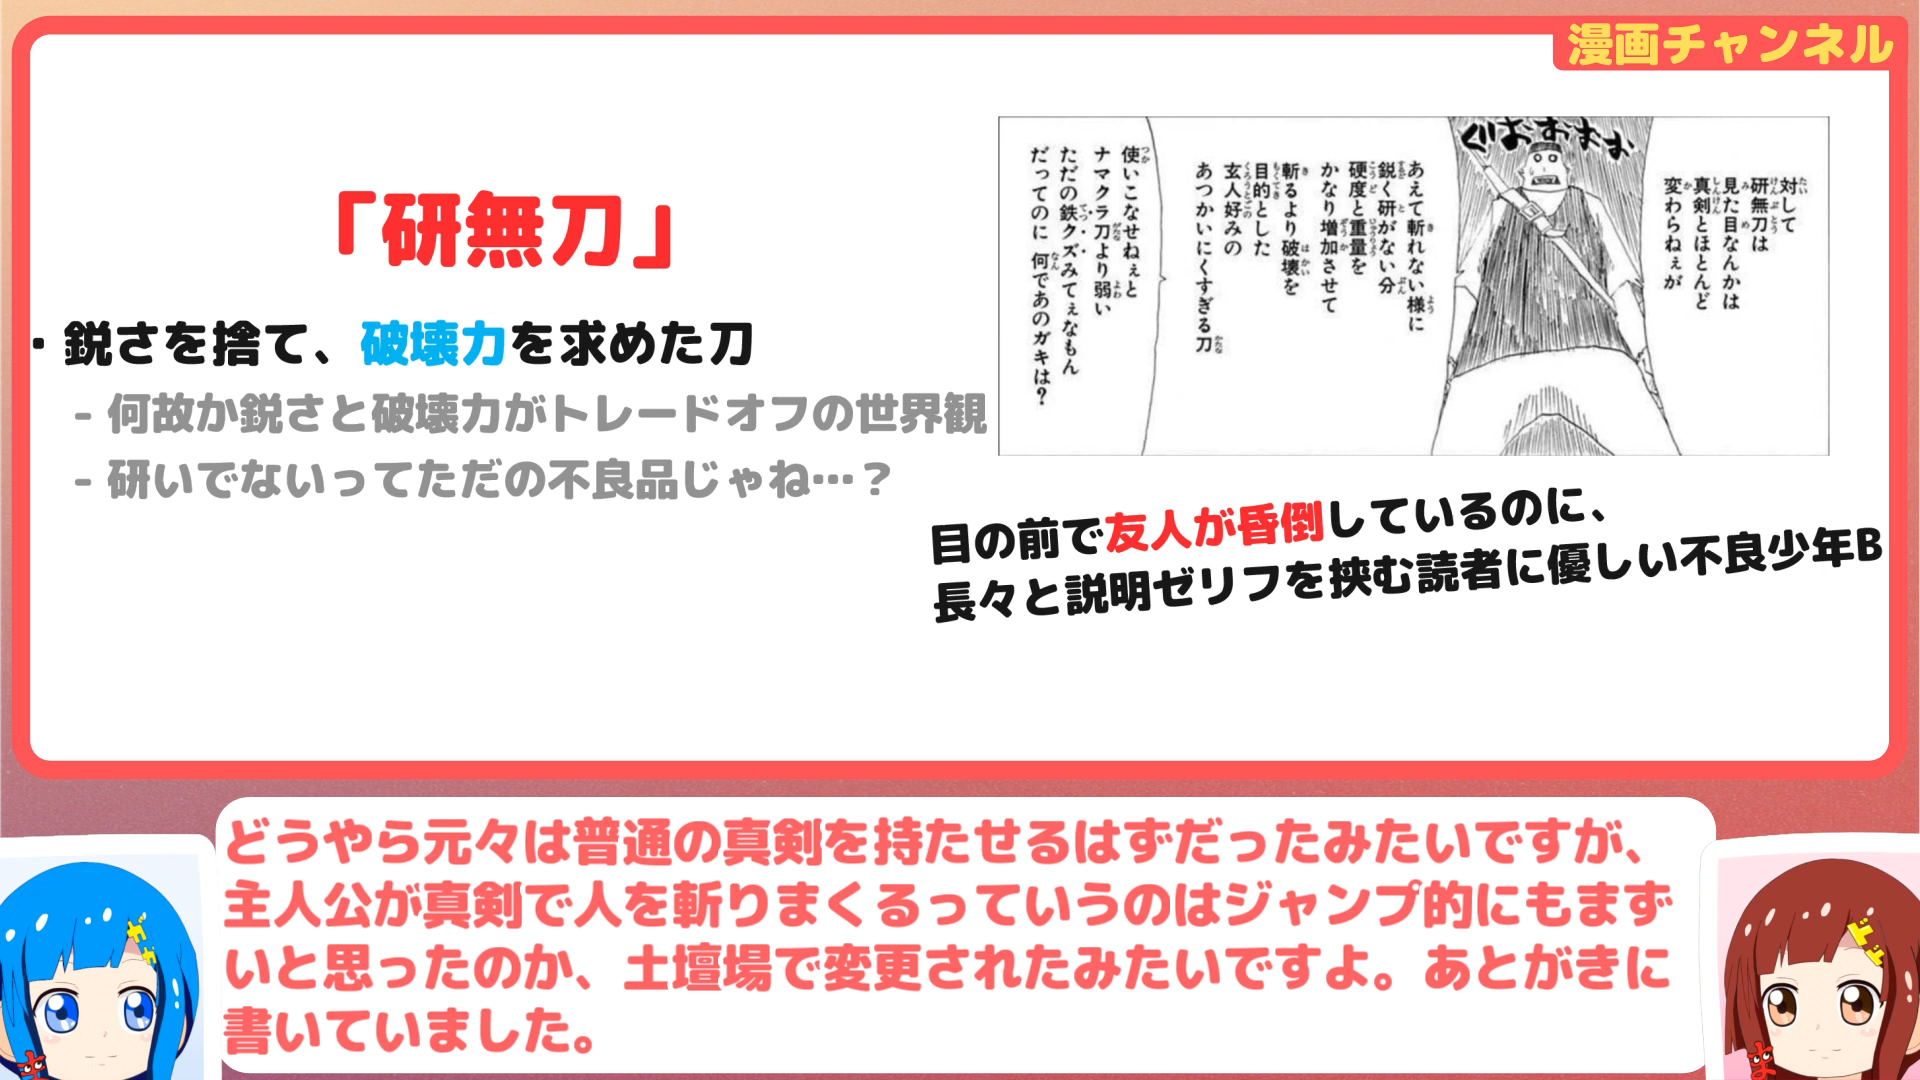 漫画チャンネル
「研無刀」
・鋭さを捨て、破壊力を求めた刀
- 何故か鋭さと破壊力がトレードオフの世界観
- 研いでないってただの不良品じゃね…？
対して
研無刀は
見た目なんかは
真剣とほとんど
変わらねぇが
ぐおおおお
あえて斬れない様に
鋭く研がない分
硬度と重量を
かなり増加させて
斬るより破壊を
目的とした
玄人好みの
あつかいにくすぎる刀
使いこなせねぇと
ナマクラ刀より弱い
ただの鉄クズみてぇなもん
だってのに 何であのガキは？
目の前で友人が昏倒しているのに、
長々と説明ゼリフを挟む読者に優しい不良少年B
どうやら元々は普通の真剣を持たせるはずだったみたいですが、
主人公が真剣で人を斬りまくるっていうのはジャンプ的にもまず
いと思ったのか、土壇場で変更されたみたいですよ。あとがきに
書いていました。